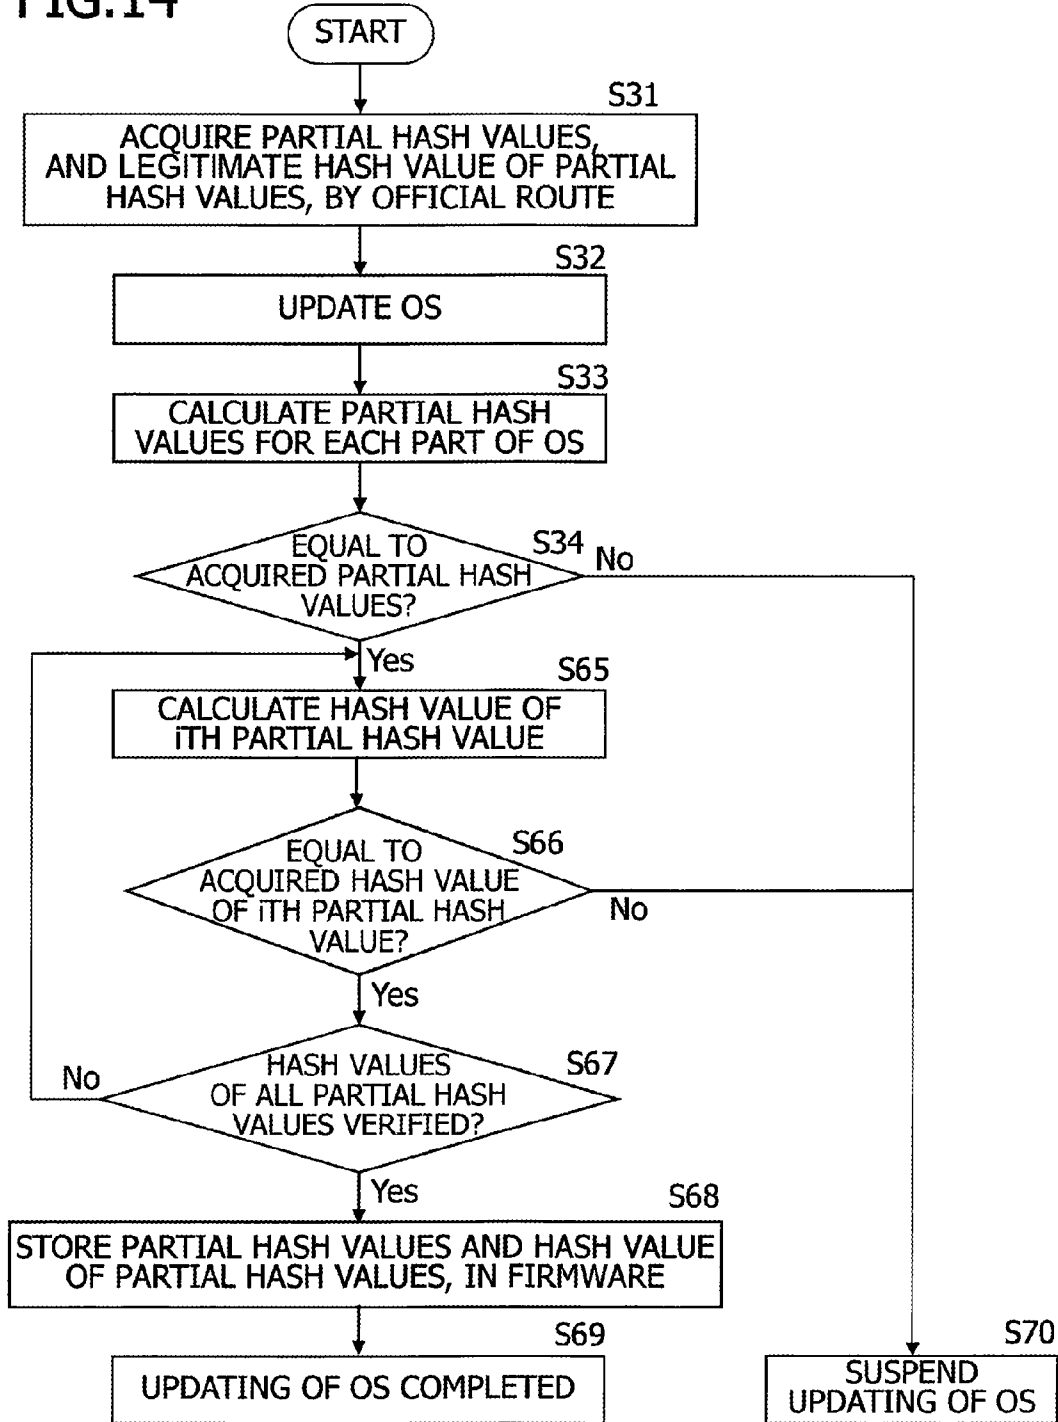 FIG.14
START
S31
ACQUIRE PARTIAL HASH VALUES,
AND LEGITIMATE HASH VALUE OF PARTIAL
HASH VALUES, BY OFFICIAL ROUTE
S32
UPDATE OS
S33
CALCULATE PARTIAL HASH
VALUES FOR EACH PART OF OS
S34
EQUAL TO
ACQUIRED PARTIAL HASH
VALUES?
No
Yes
S65
CALCULATE HASH VALUE OF
iTH PARTIAL HASH VALUE
S66
EQUAL TO
ACQUIRED HASH VALUE
OF iTH PARTIAL HASH
VALUE?
No
Yes
S67
HASH VALUES
OF ALL PARTIAL HASH
VALUES VERIFIED?
No
Yes
S68
STORE PARTIAL HASH VALUES AND HASH VALUE
OF PARTIAL HASH VALUES, IN FIRMWARE
S69
UPDATING OF OS COMPLETED
S70
SUSPEND
UPDATING OF OS